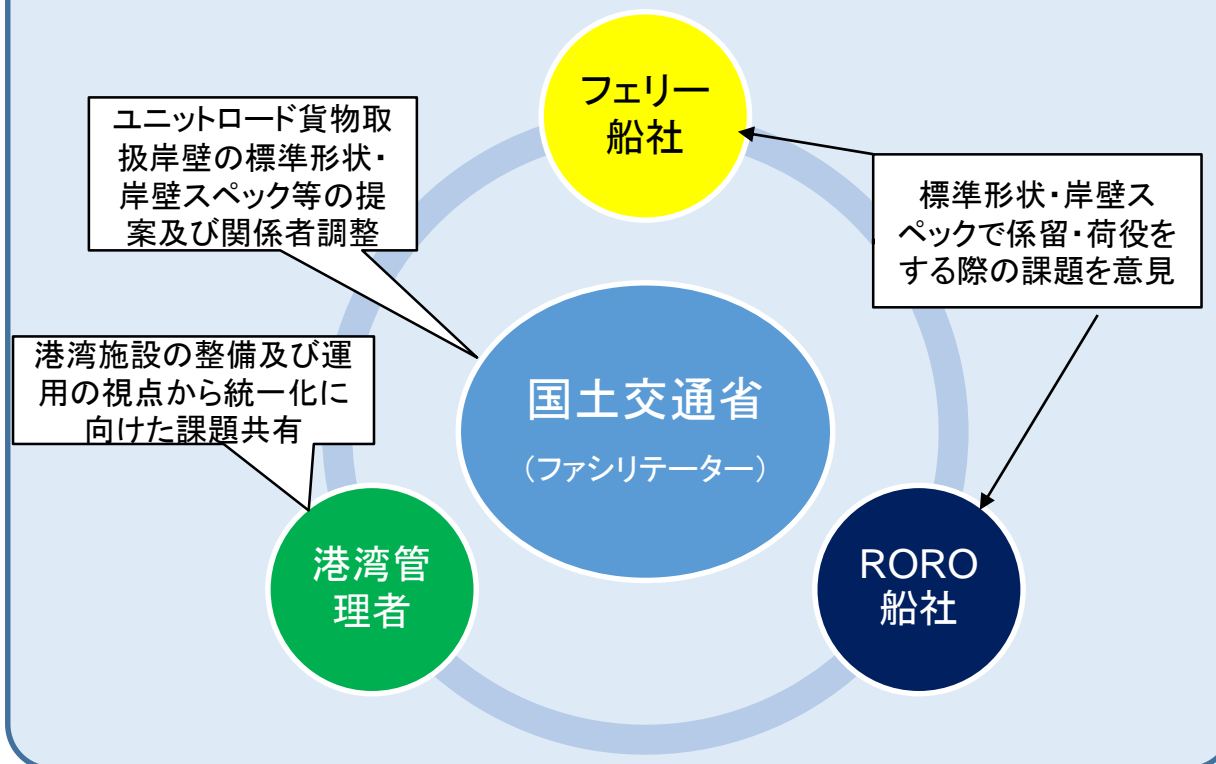 フェリー
船社
ユニットロード貨物取
扱岸壁の標準形状・
岸壁スペック等の提
案及び関係者調整
標準形状・岸壁ス
ペックで係留・荷役を
する際の課題を意見
港湾施設の整備及び運
用の視点から統一化に
向けた課題共有
国土交通省
（ファシリテーター）
港湾管
理者
RORO
船社